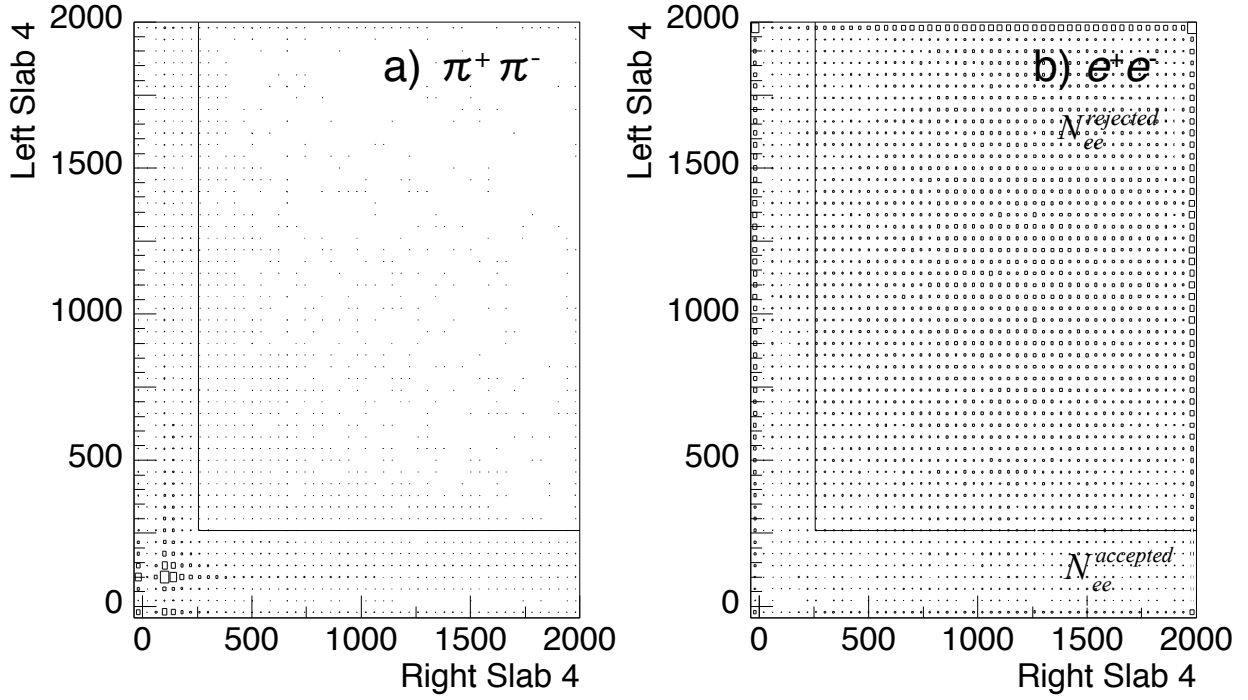 a) π⁺ π⁻
Left Slab 4
2000
1500
1000
500
0
0 500 1000 1500 2000
Right Slab 4
b) e⁺e⁻
N_ee^rejected
N_ee^accepted
Left Slab 4
2000
1500
1000
500
0
0 500 1000 1500 2000
Right Slab 4